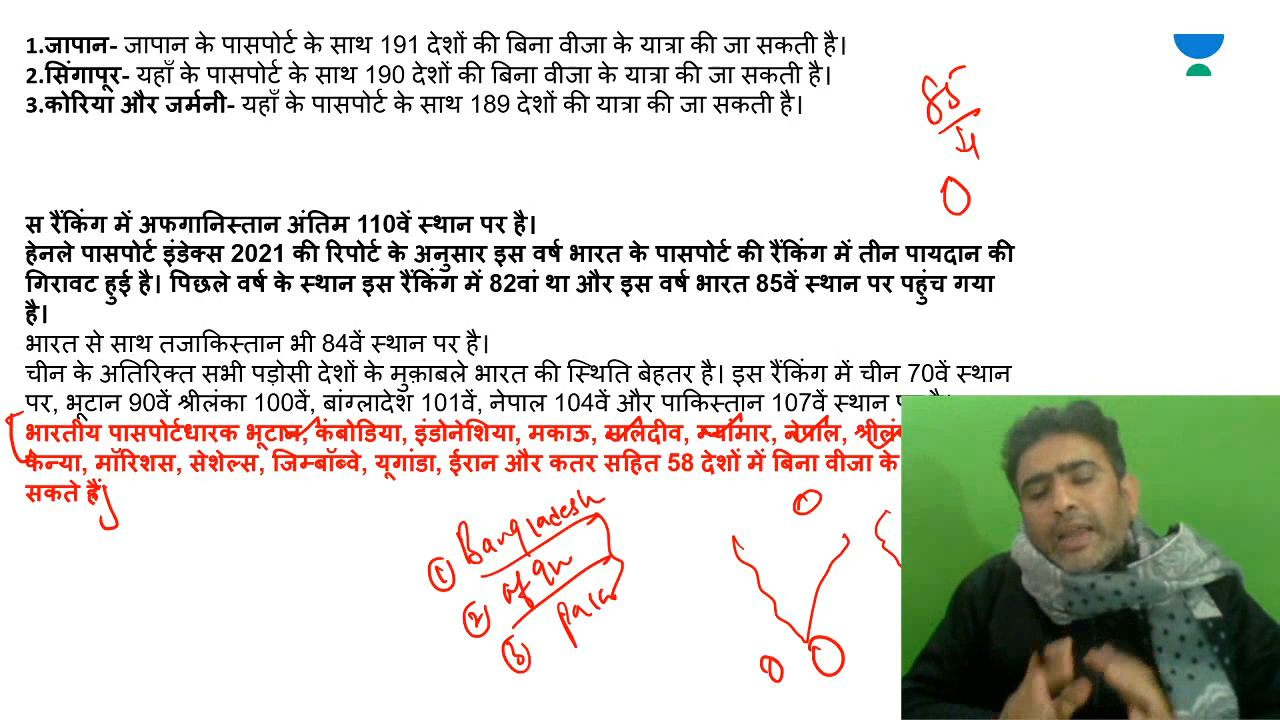 1.जापान- जापान के पासपोर्ट के साथ 191 देशों की बिना वीजा के यात्रा की जा सकती है।
2.सिंगापूर- यहाँ के पासपोर्ट के साथ 190 देशों की बिना वीजा के यात्रा की जा सकती है।
3.कोरिया और जर्मनी- यहाँ के पासपोर्ट के साथ 189 देशों की यात्रा की जा सकती है।
85
स रैंकिंग में अफगानिस्तान अंतिम 110वें स्थान पर है।
हेनले पासपोर्ट इंडेक्स 2021 की रिपोर्ट के अनुसार इस वर्ष भारत के पासपोर्ट की रैंकिंग में तीन पायदान की
गिरावट हुई है। पिछले वर्ष के स्थान इस रैंकिंग में 82वां था और इस वर्ष भारत 85वें स्थान पर पहुंच गया
है।
भारत से साथ तजाकिस्तान भी 84वें स्थान पर है।
चीन के अतिरिक्त सभी पड़ोसी देशों के मुक़ाबले भारत की स्थिति बेहतर है। इस रैंकिंग में चीन 70वें स्थान
पर, भूटान 90वें श्रीलंका 100वें, बांग्लादेश 101वें, नेपाल 104वें और पाकिस्तान 107वें स्थान
भारतीय पासपोर्टधारक भूटान, कंबोडिया, इंडोनेशिया, मकाऊ, मालदीव, म्यांमार, नेपाल,
केन्या, मॉरिशस, सेशेल्स, जिम्बॉब्वे, यूगांडा, ईरान और कतर सहित 58 देशों में बिना वीजा के
सकते हैं
① Bangladesh
②
③